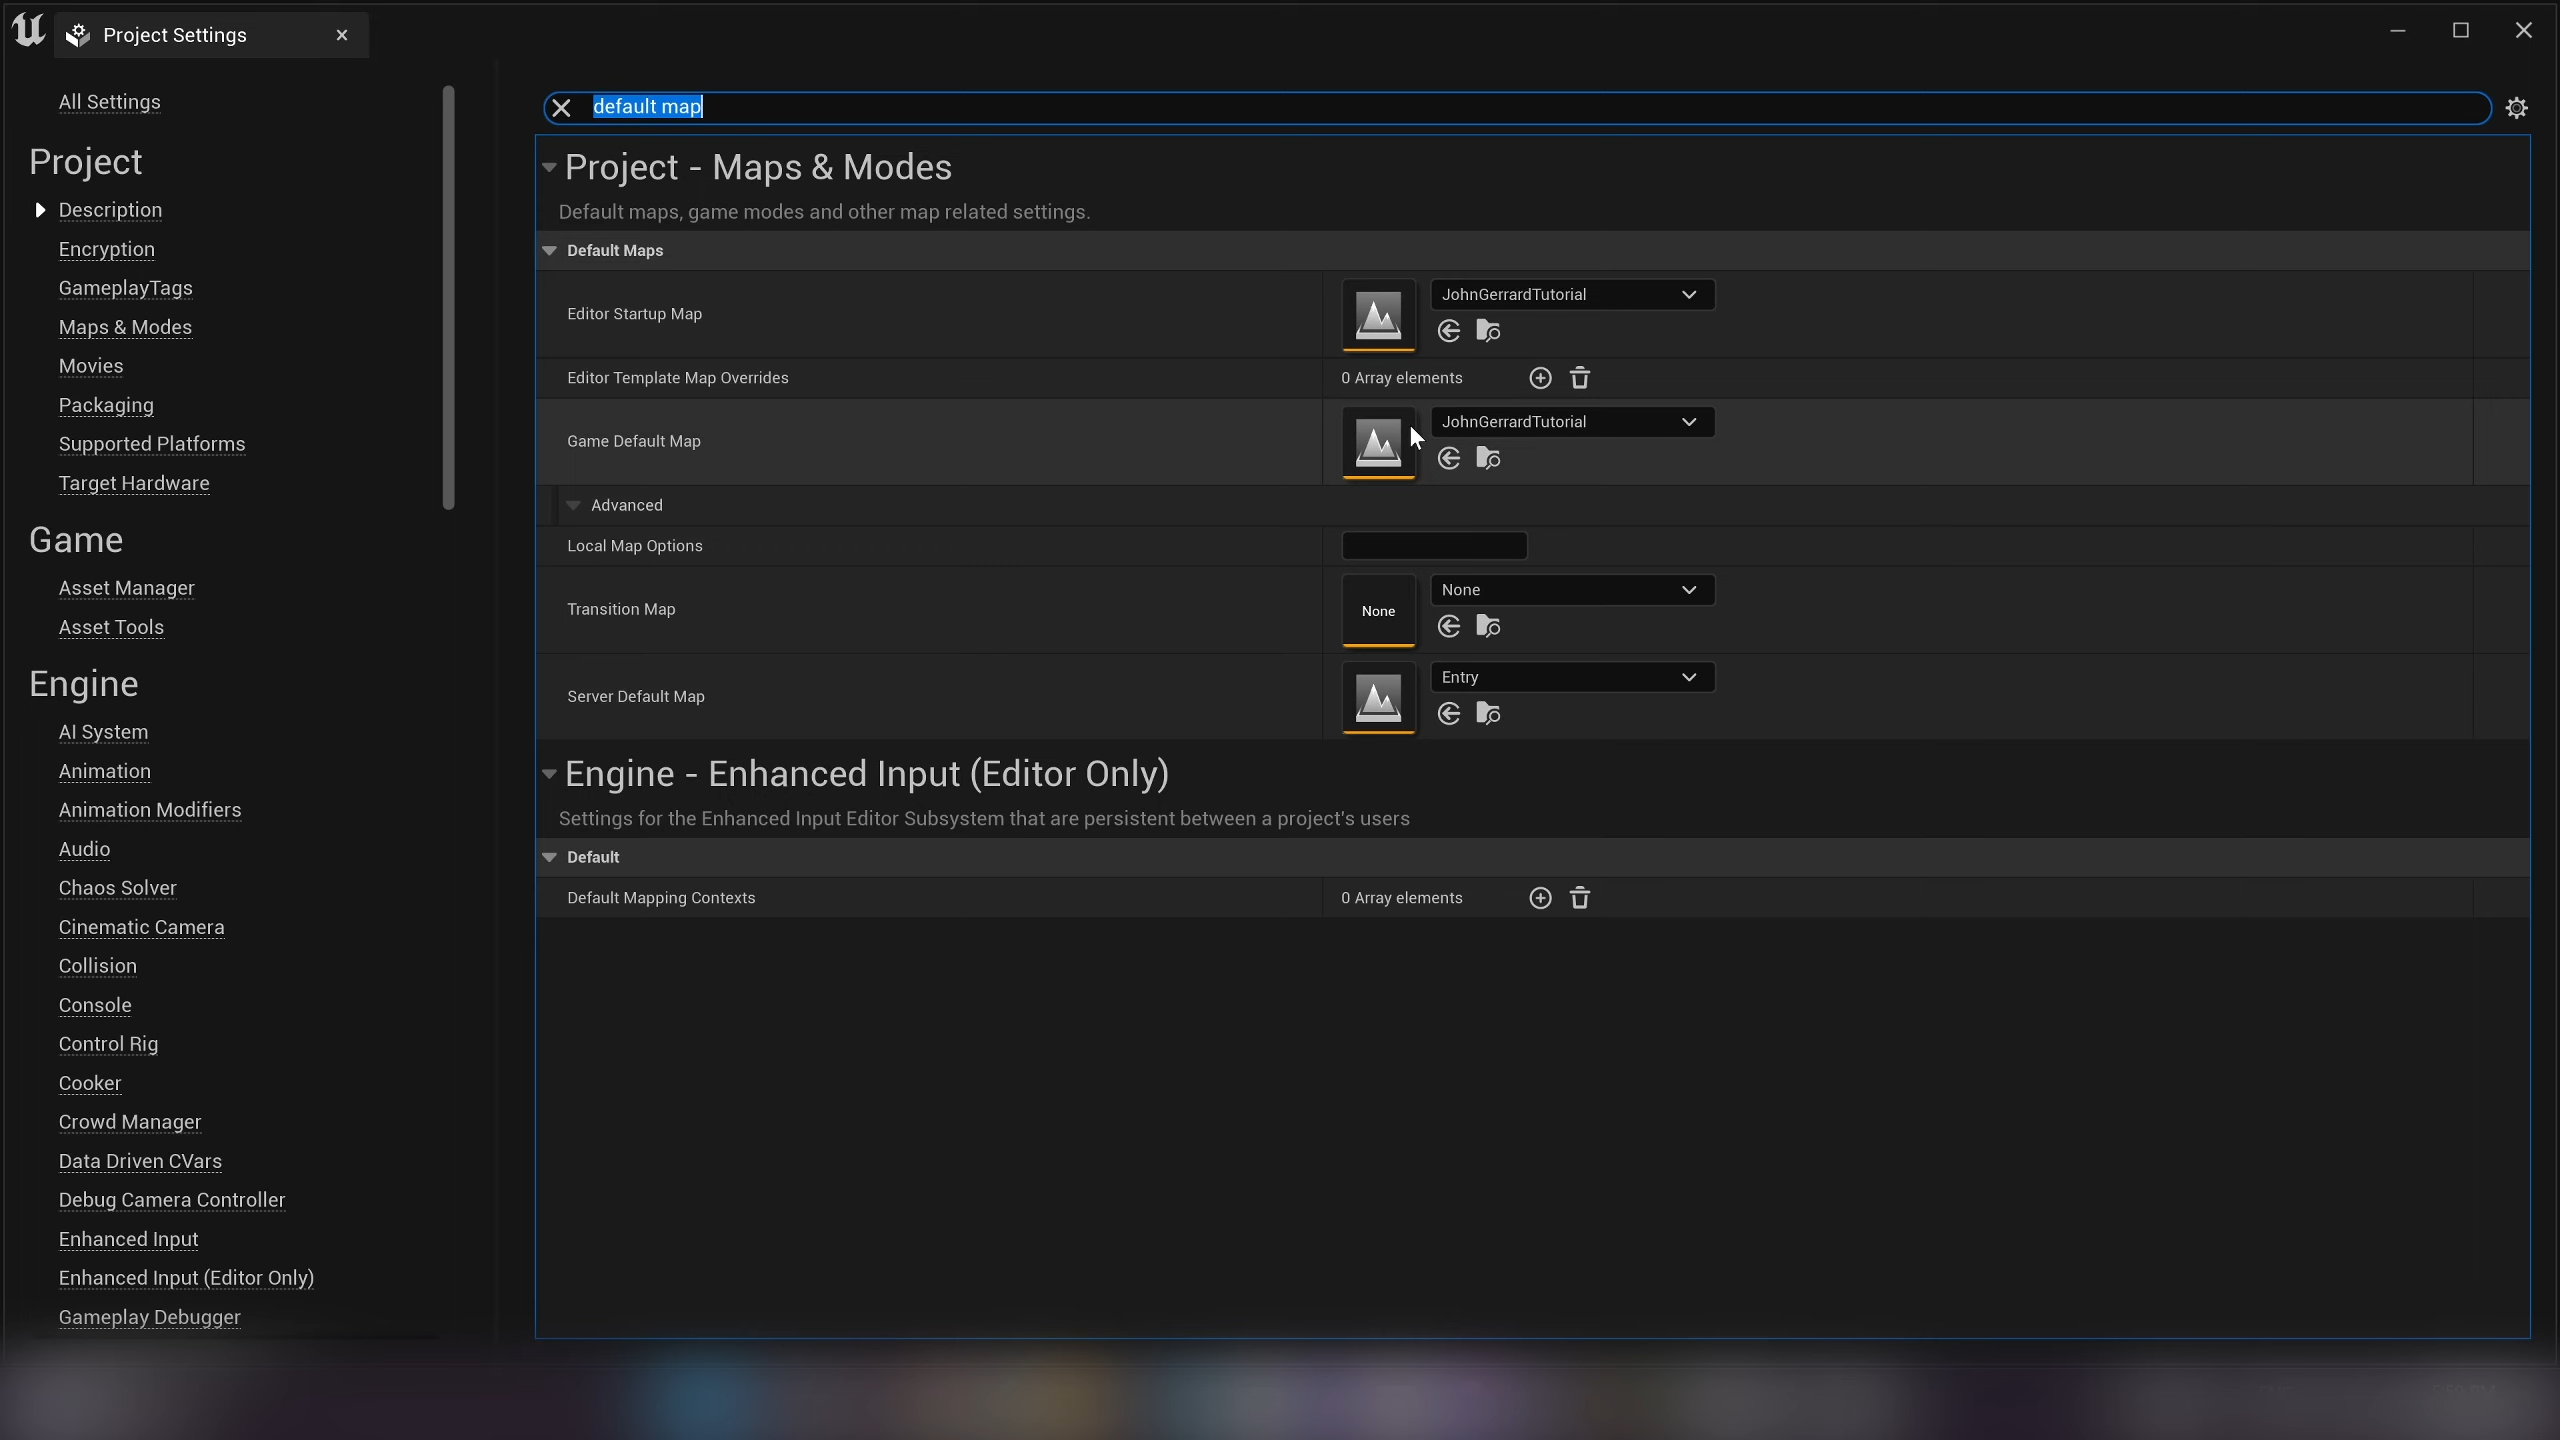 Project Settings
All Settings
Project
Description
Encryption
GameplayTags
Maps & Modes
Movies
Packaging
Supported Platforms
Target Hardware
Game
Asset Manager
Asset Tools
Engine
AI System
Animation
Animation Modifiers
Audio
Chaos Solver
Cinematic Camera
Collision
Console
Control Rig
Cooker
Crowd Manager
Data Driven CVars
Debug Camera Controller
Enhanced Input
Enhanced Input (Editor Only)
Gameplay Debugger
default map
Project - Maps & Modes
Default maps, game modes and other map related settings.
Default Maps
Editor Startup Map
JohnGerrardTutorial
Editor Template Map Overrides
0 Array elements
Game Default Map
JohnGerrardTutorial
Advanced
Local Map Options
Transition Map
None
None
Server Default Map
Entry
Engine - Enhanced Input (Editor Only)
Settings for the Enhanced Input Editor Subsystem that are persistent between a project's users
Default
Default Mapping Contexts
0 Array elements